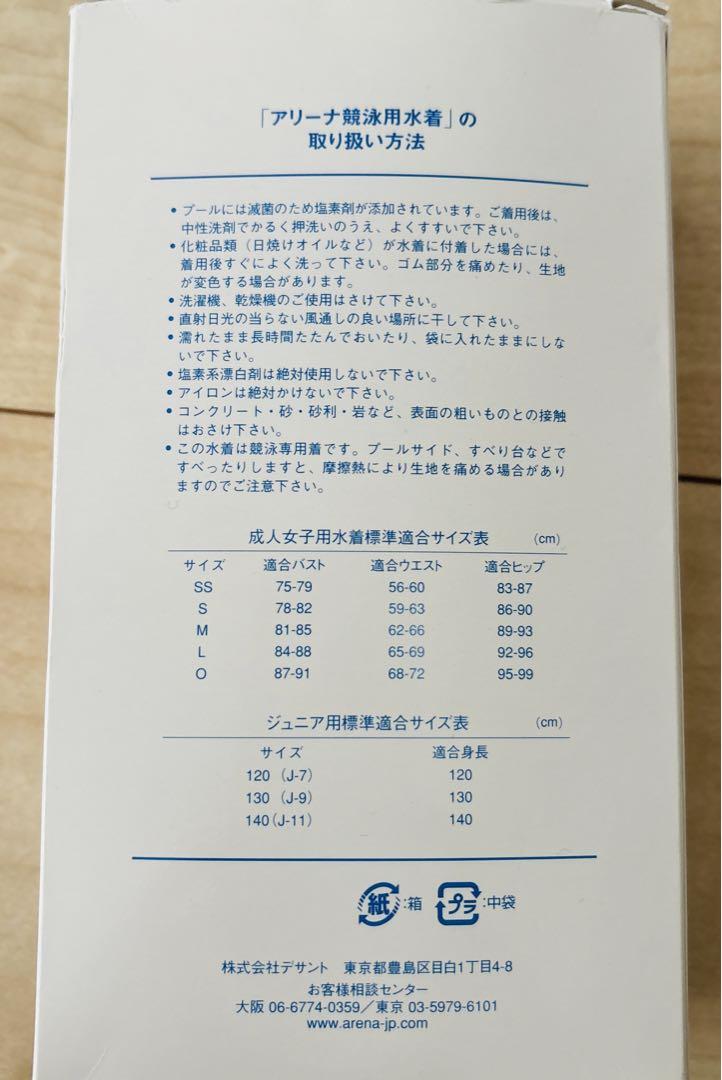 「アリーナ競泳用水着」の
取り扱い方法
• プールには滅菌のため塩素剤が添加されています。ご着用後は、
中性洗剤でかるく押洗いのうえ、よくすすいで下さい。
• 化粧品類（日焼けオイルなど）が水着に付着した場合には、
着用後すぐによく洗って下さい。ゴム部分を痛めたり、生地
が変色する場合があります。
• 洗濯機、乾燥機のご使用はさけて下さい。
• 直射日光の当らない風通しの良い場所に干して下さい。
• 濡れたまま長時間たたんでおいたり、袋に入れたままにしな
いで下さい。
• 塩素系漂白剤は絶対使用しないで下さい。
• アイロンは絶対かけないで下さい。
• コンクリート・砂・砂利・岩など、表面の粗いものとの接触
はおさけ下さい。
• この水着は競泳専用着です。プールサイド、すべり台などで
すべったりしますと、摩擦熱により生地を痛める場合があり
ますのでご注意下さい。
成人女子用水着標準適合サイズ表 (cm)
サイズ 適合バスト 適合ウエスト 適合ヒップ
SS 75-79 56-60 83-87
S 78-82 59-63 86-90
M 81-85 62-66 89-93
L 84-88 65-69 92-96
O 87-91 68-72 95-99
ジュニア用標準適合サイズ表 (cm)
サイズ 適合身長
120 (J-7) 120
130 (J-9) 130
140 (J-11) 140
紙 :箱 プラ :中袋
株式会社デサント 東京都豊島区目白1丁目4-8
お客様相談センター
大阪 06-6774-0359／東京 03-5979-6101
www.arena-jp.com